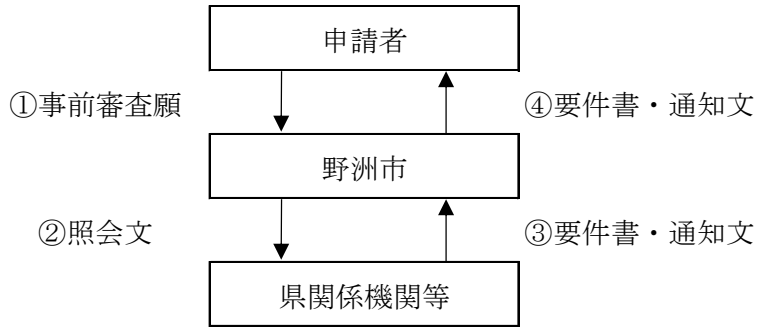 申請者
①事前審査願
④要件書・通知文
野洲市
②照会文
③要件書・通知文
県関係機関等